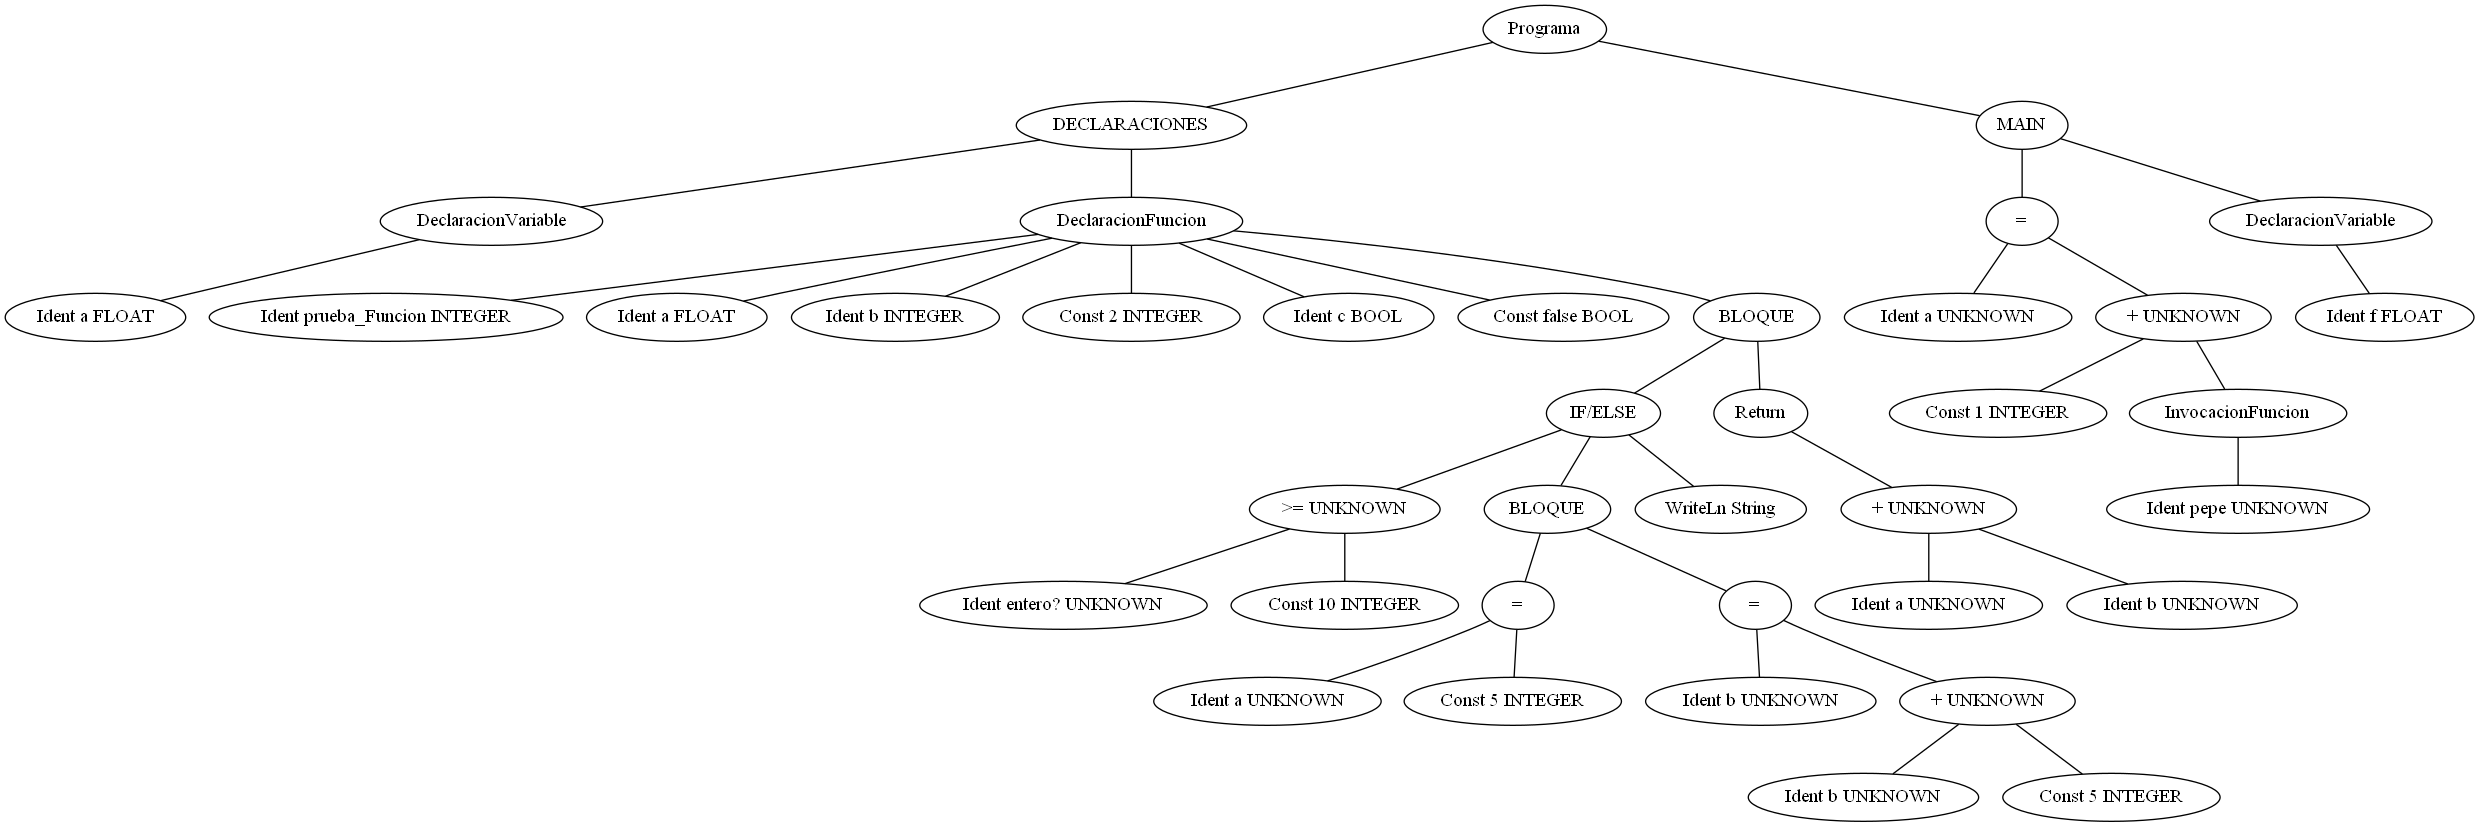 Programa
DECLARACIONES
MAIN
DeclaracionVariable
DeclaracionFuncion
=
DeclaracionVariable
Ident a FLOAT
Ident prueba_Funcion INTEGER
Ident a FLOAT
Ident b INTEGER
Const 2 INTEGER
Ident c BOOL
Const false BOOL
BLOQUE
Ident a UNKNOWN
+ UNKNOWN
Ident f FLOAT
IF/ELSE
Return
Const 1 INTEGER
InvocacionFuncion
>= UNKNOWN
BLOQUE
WriteLn String
+ UNKNOWN
Ident pepe UNKNOWN
Ident entero? UNKNOWN
Const 10 INTEGER
=
=
Ident a UNKNOWN
Ident b UNKNOWN
Ident a UNKNOWN
Const 5 INTEGER
Ident b UNKNOWN
+ UNKNOWN
Ident b UNKNOWN
Const 5 INTEGER